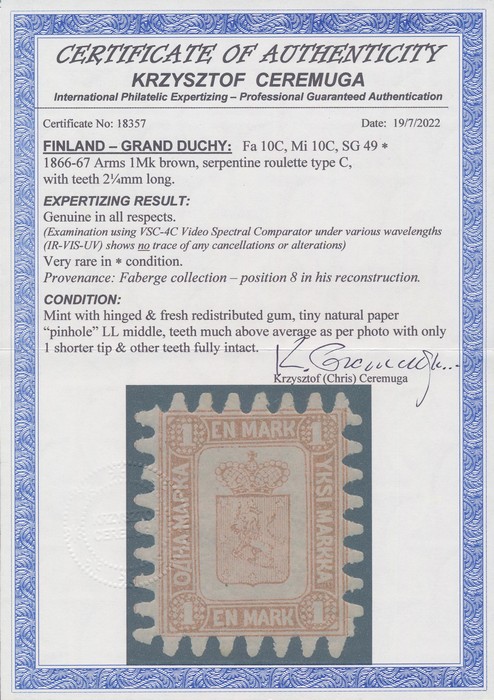 CERTIFICATE OF AUTHENTICITY
KRZYSZTOF CEREMUGA
International Philatelic Expertizing – Professional Guaranteed Authentication
Certificate No: 18357
Date: 19/7/2022
FINLAND – GRAND DUCHY: Fa 10C, Mi 10C, SG 49 *
1866-67 Arms 1Mk brown, serpentine roulette type C,
with teeth 2¼mm long.
EXPERTIZING RESULT:
Genuine in all respects.
(Examination using VSC-4C Video Spectral Comparator under various wavelengths
(IR-VIS-UV) shows no trace of any cancellations or alterations)
Very rare in * condition.
Provenance: Faberge collection – position 8 in his reconstruction.
CONDITION:
Mint with hinged & fresh redistributed gum, tiny natural paper
“pinhole” LL middle, teeth much above average as per photo with only
1 shorter tip & other teeth fully intact.
K. Ceremuga
Krzysztof (Chris) Ceremuga
1 EN MARK 1
ОДНА МАРКА
YKSI MARKKA
1 EN MARK 1